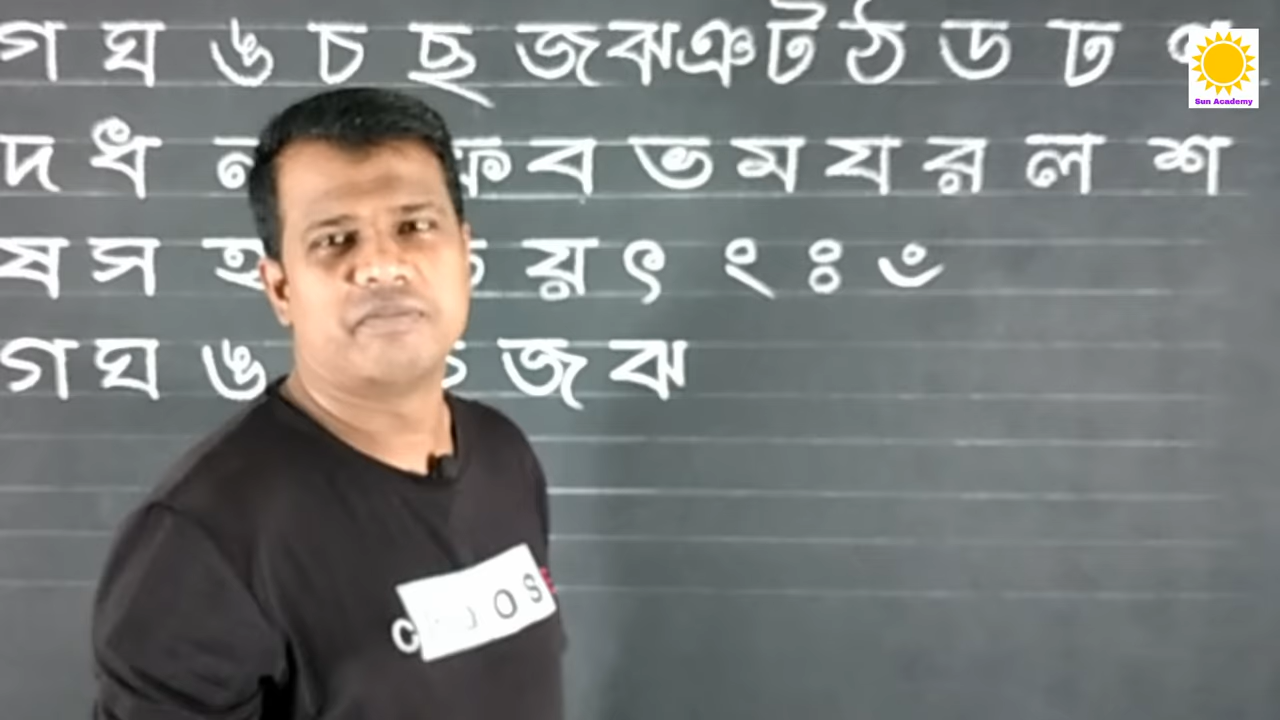 গ ঘ ঙ চ ছ জ ঝ ঞ ট ঠ ড ঢ
দ ধ ন ফ ব ভ ম য র ল শ
ষ স হ য় ৎ ং ঃ ঁ
গ ঘ ঙ জ ঝ
Sun Academy